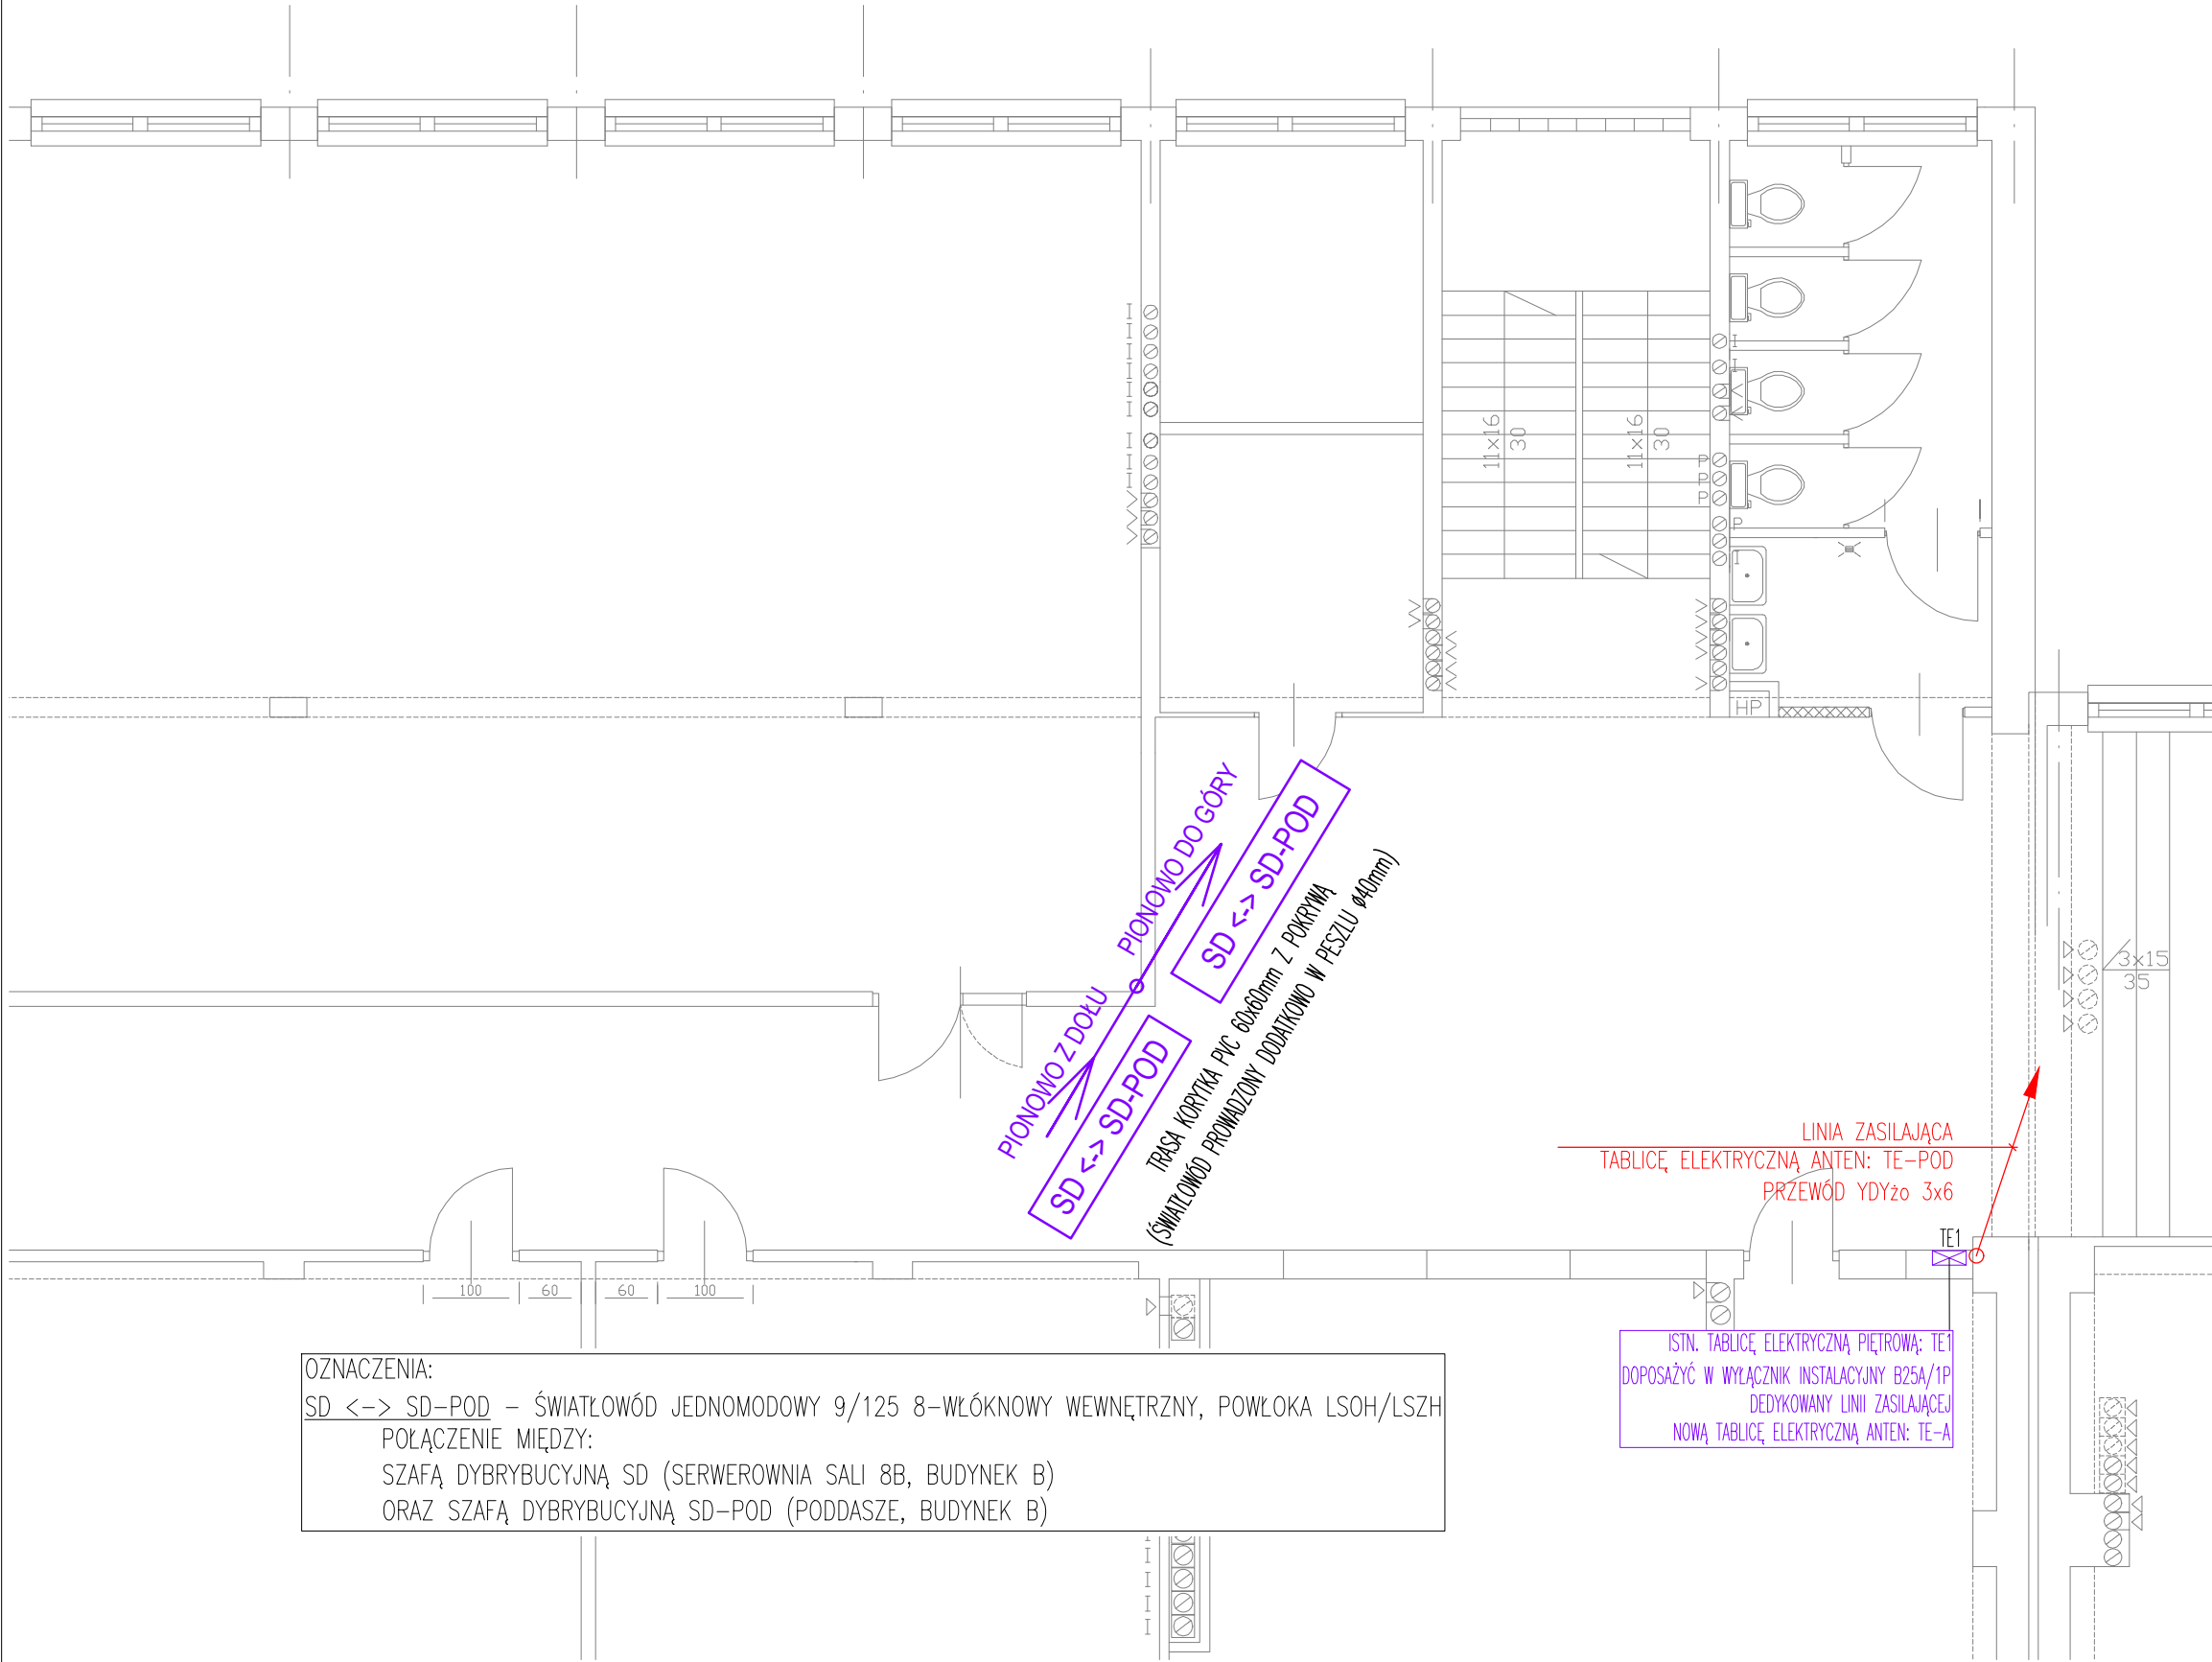 11x16
30
11x16
30
I
I
I
I
I
I
I
I
I
I
I
P
P
P
P
I
HP
PIONOWO DO GÓRY
SD <-> SD-POD
PIONOWO Z DOŁU
SD <-> SD-POD
TRASA KORYTKA PVC 60x60mm Z POKRYWĄ
(ŚWIATŁOWÓD PROWADZONY DODATKOWO W PESZLU ø40mm)
3x15
35
LINIA ZASILAJĄCA
TABLICĘ ELEKTRYCZNĄ ANTEN: TE-POD
PRZEWÓD YDYżo 3x6
TE1
100
60
60
100
ISTN. TABLICĘ ELEKTRYCZNĄ PIĘTROWĄ: TE1
DOPOSAŻYĆ W WYŁĄCZNIK INSTALACYJNY B25A/1P
DEDYKOWANY LINII ZASILAJĄCEJ
NOWĄ TABLICĘ ELEKTRYCZNĄ ANTEN: TE-A
OZNACZENIA:
SD <-> SD-POD - ŚWIATŁOWÓD JEDNOMODOWY 9/125 8-WŁÓKNOWY WEWNĘTRZNY, POWŁOKA LSOH/LSZH
POŁĄCZENIE MIĘDZY:
SZAFĄ DYBRYBUCYJNĄ SD (SERWEROWNIA SALI 8B, BUDYNEK B)
ORAZ SZAFĄ DYBRYBUCYJNĄ SD-POD (PODDASZE, BUDYNEK B)
I
I
I
I